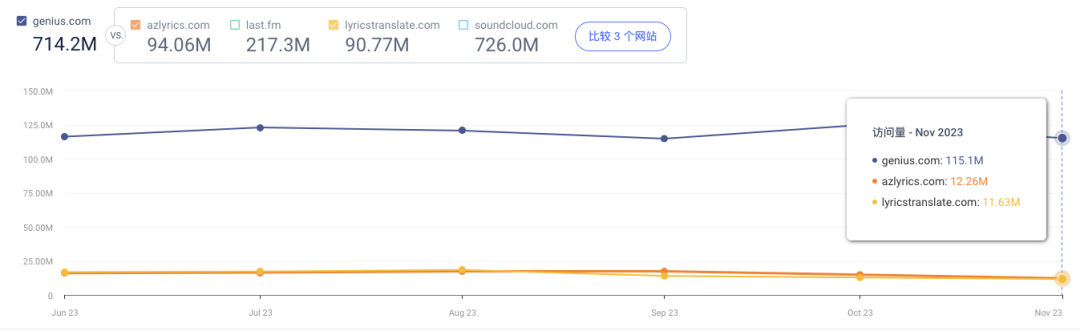 genius.com
714.2M
VS.
azlyrics.com
94.06M
last.fm
217.3M
lyricstranslate.com
90.77M
soundcloud.com
726.0M
比较 3 个网站
150.0M
125.0M
100.0M
75.00M
50.00M
25.00M
0
访问量 - Nov 2023
genius.com: 115.1M
azlyrics.com: 12.26M
lyricstranslate.com: 11.63M
Jun 23 Jul 23 Aug 23 Sep 23 Oct 23 Nov 23